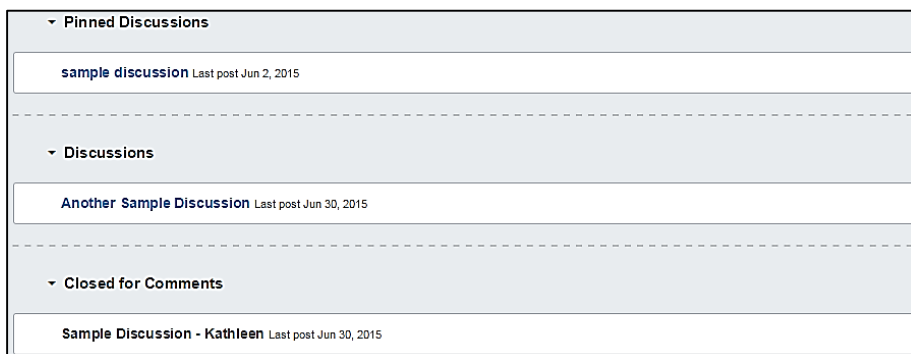 Pinned Discussions
sample discussion Last post Jun 2, 2015
Discussions
Another Sample Discussion Last post Jun 30, 2015
Closed for Comments
Sample Discussion - Kathleen Last post Jun 30, 2015